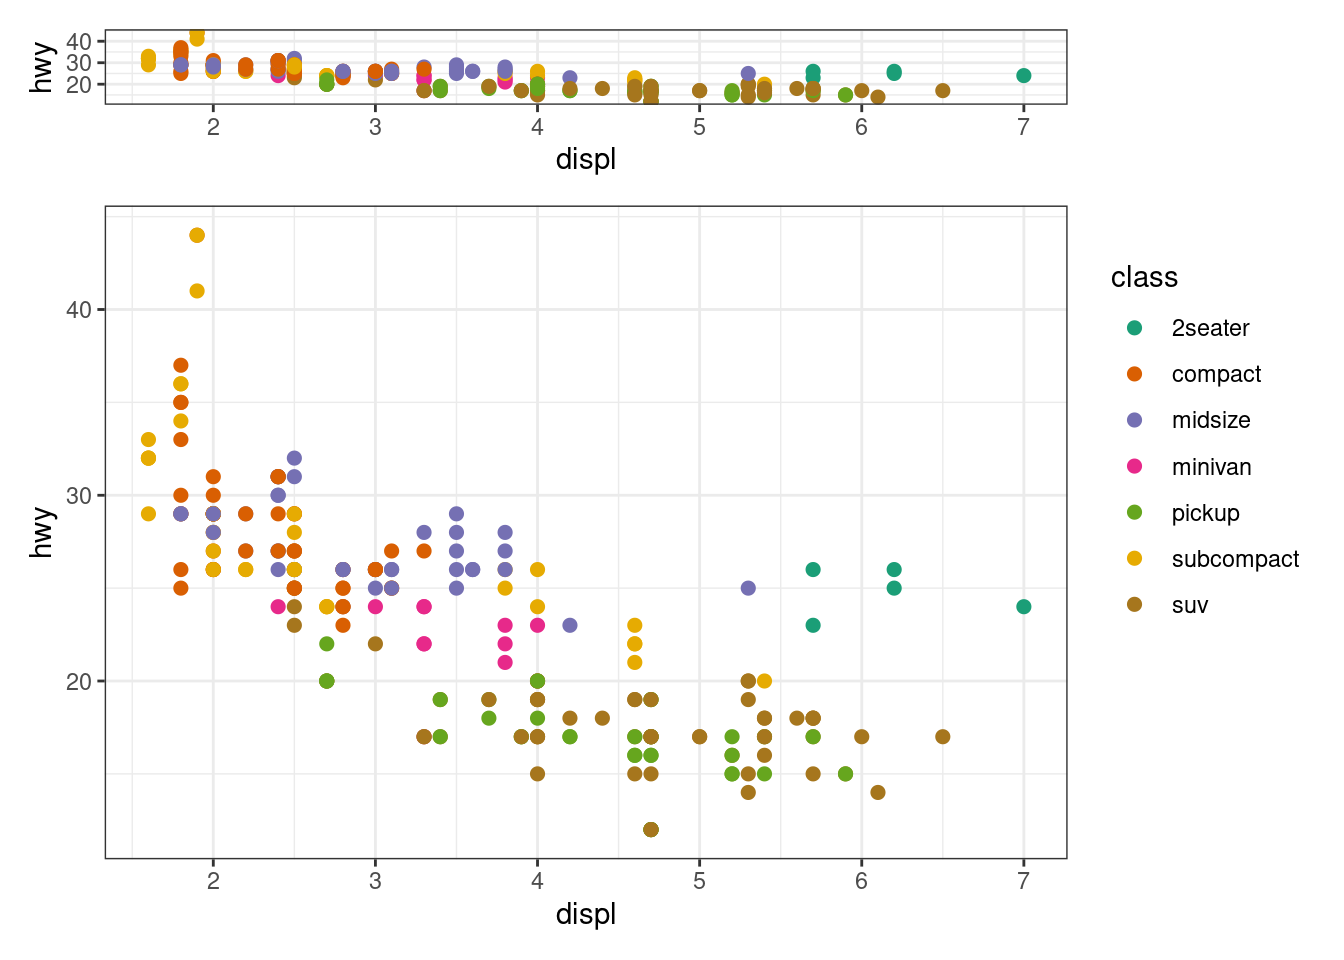 hwy
40
30
20
2 3 4 5 6 7
displ
hwy
40
30
20
2 3 4 5 6 7
displ
class
2seater
compact
midsize
minivan
pickup
subcompact
suv